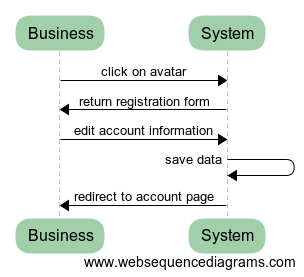 Business System
click on avatar
return registration form
edit account information
save data
redirect to account page
Business System
www.websequencediagrams.com